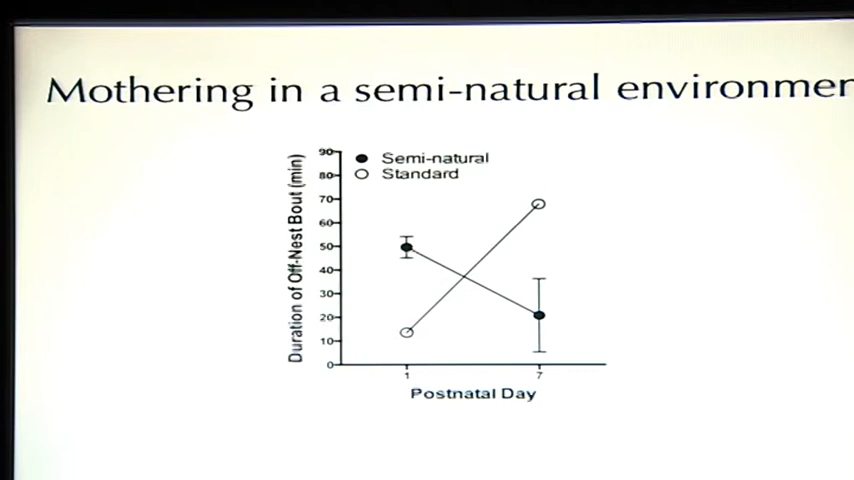 Mothering in a semi-natural environmen
Semi-natural
Standard
Duration of Off-Nest Bout (min)
90
80
70
60
50
40
30
20
10
0
1
7
Postnatal Day